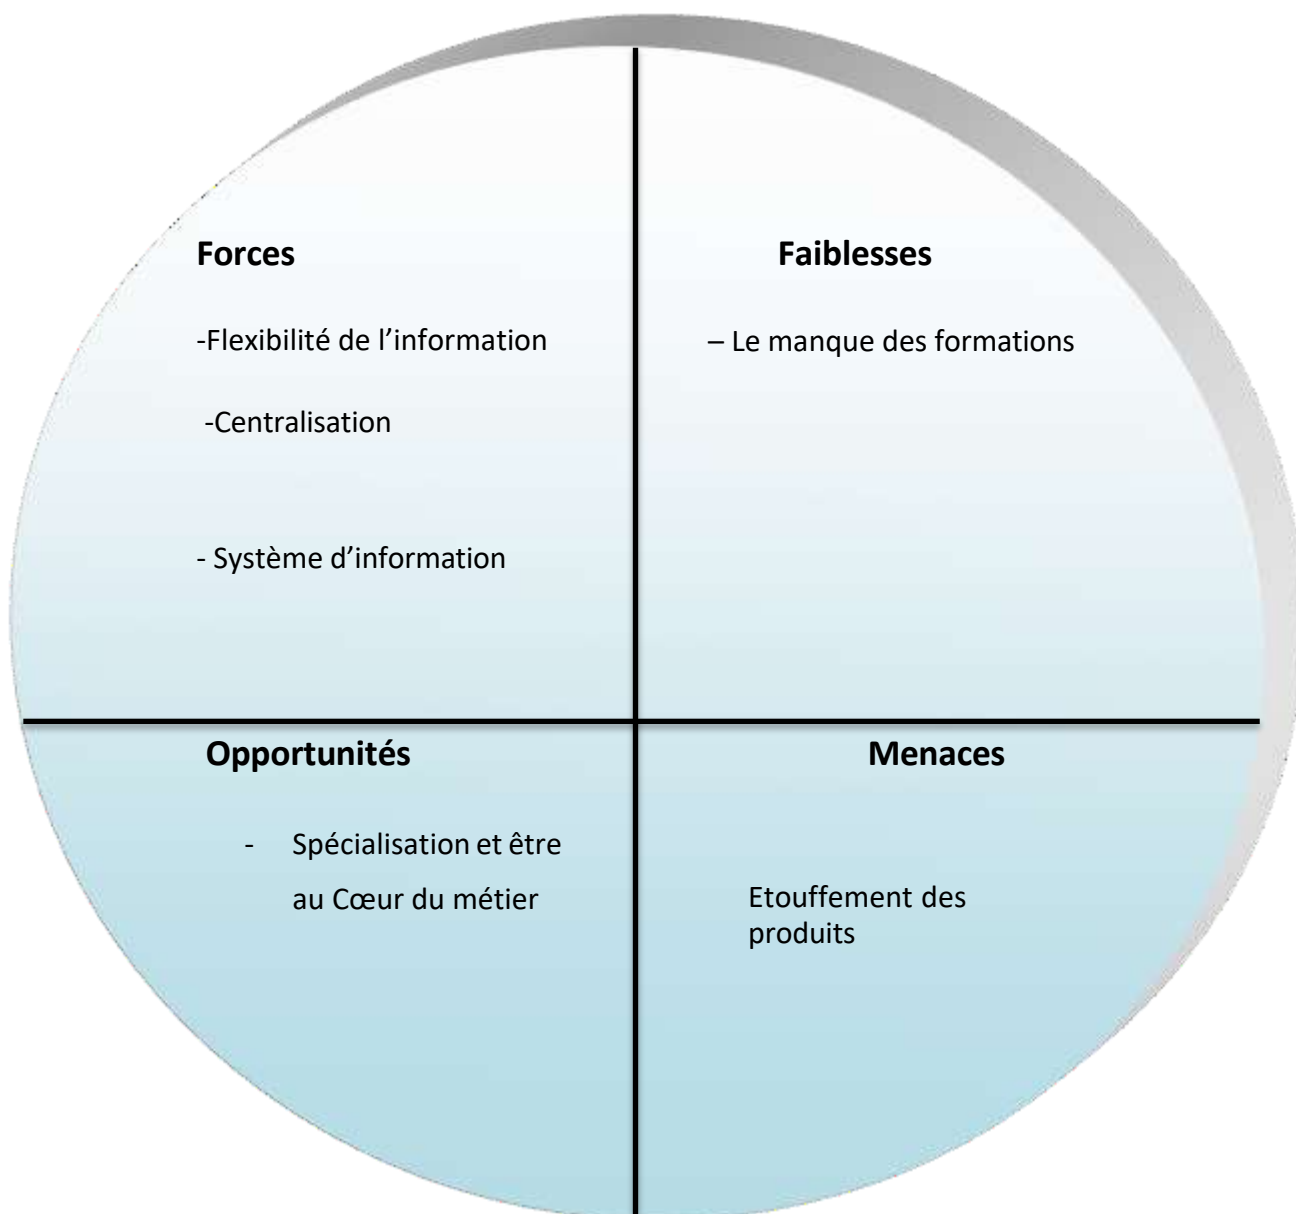 Forces
-Flexibilité de l’information
-Centralisation
- Système d’information
Faiblesses
– Le manque des formations
Opportunités
- Spécialisation et être
au Cœur du métier
Menaces
Etouffement des
produits